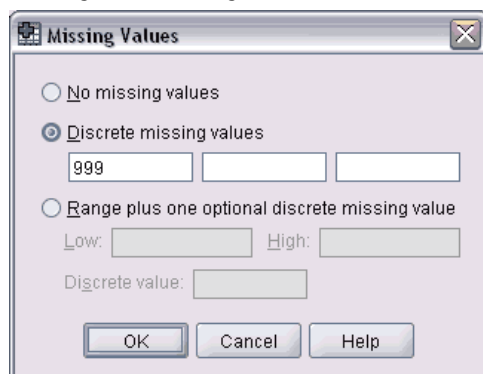 Missing Values
No missing values
Discrete missing values
999
Range plus one optional discrete missing value
Low: High:
Discrete value:
OK Cancel Help